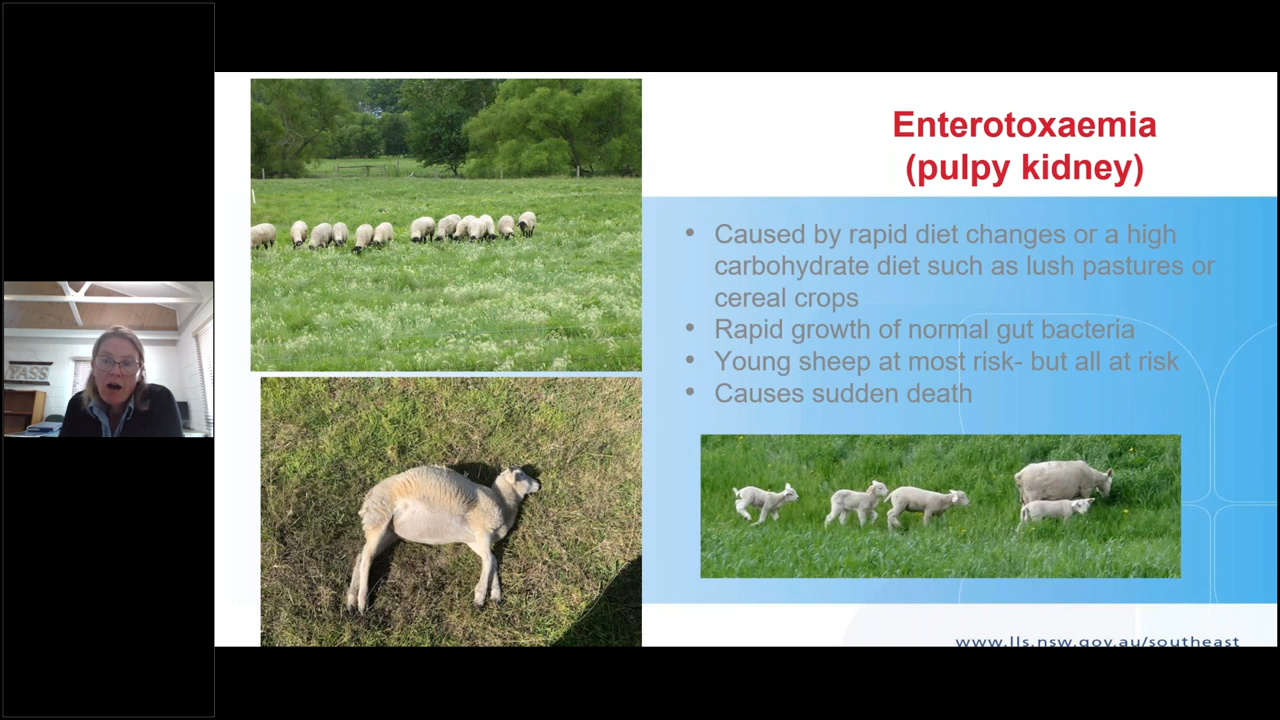 YASS
Enterotoxaemia
(pulpy kidney)
• Caused by rapid diet changes or a high
carbohydrate diet such as lush pastures or
cereal crops
• Rapid growth of normal gut bacteria
• Young sheep at most risk- but all at risk
• Causes sudden death
www.lls.nsw.gov.au/southeast